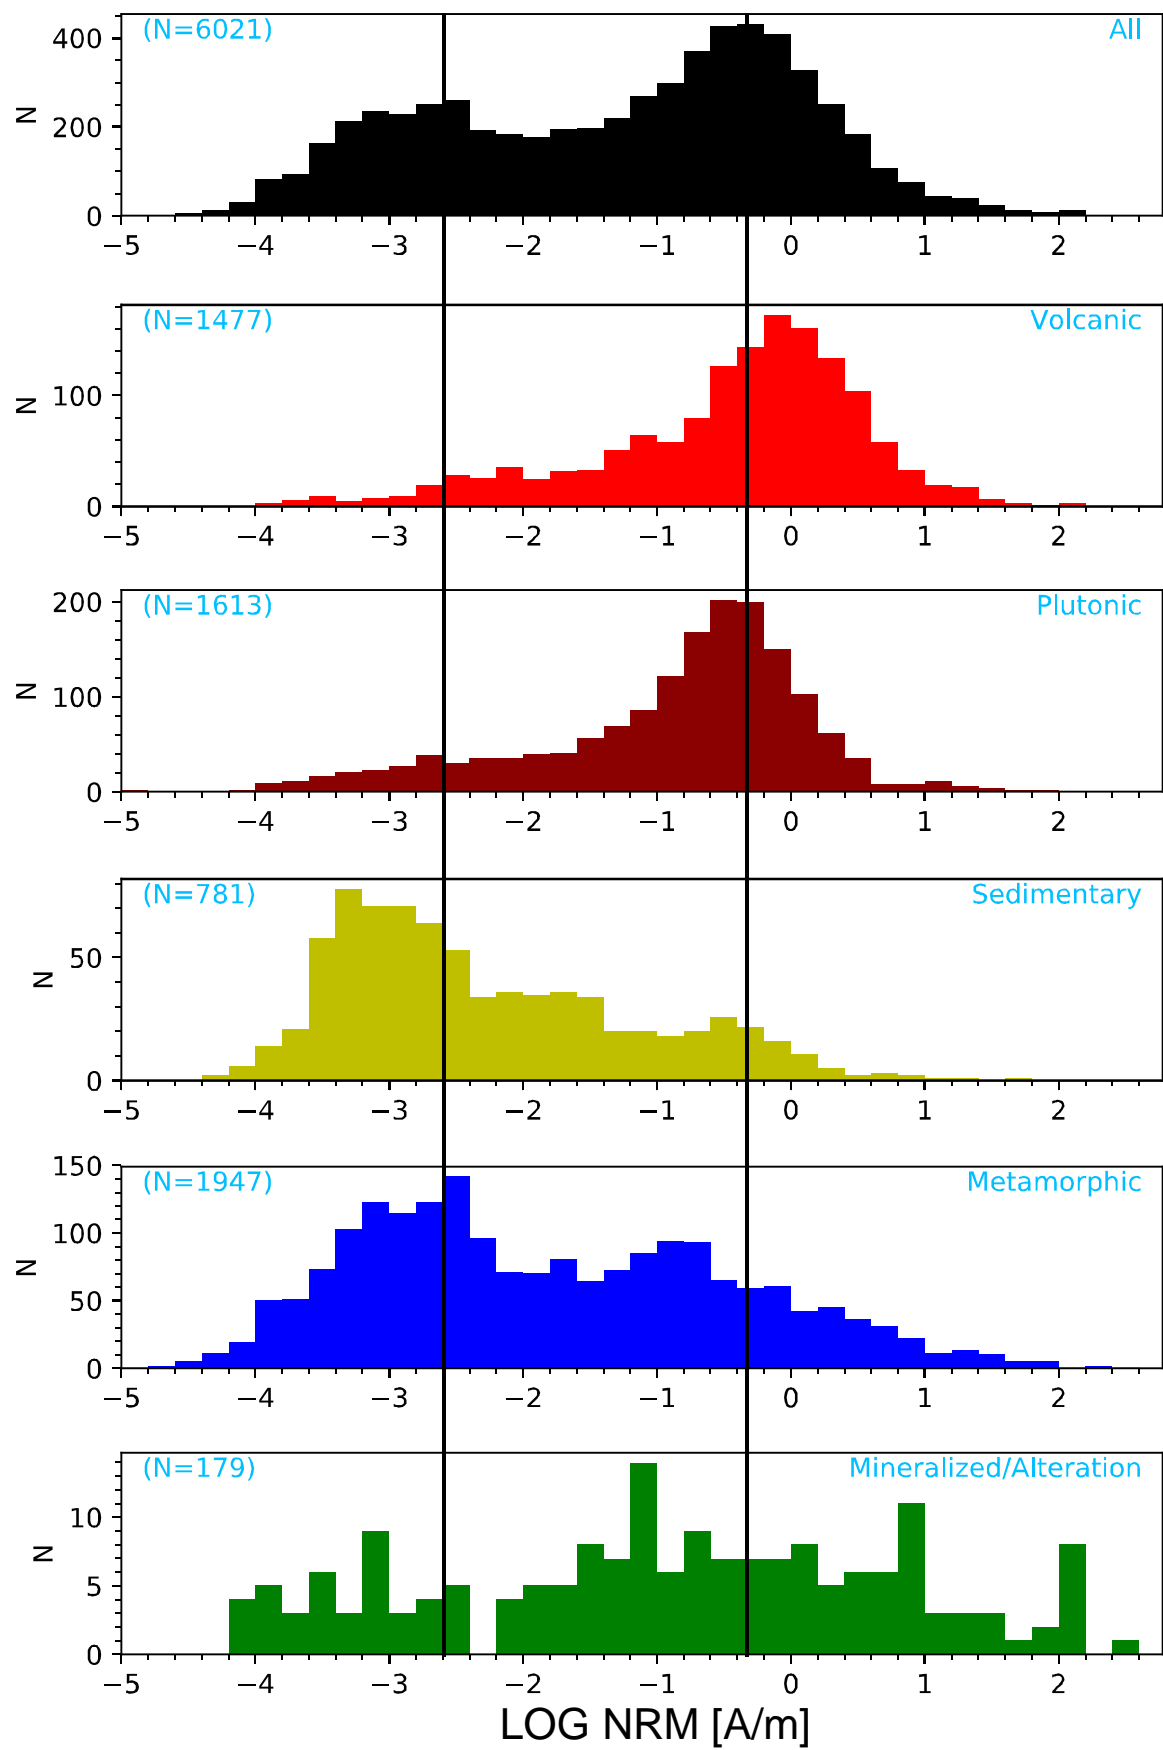 (N=6021) All
400
200
0
N
−5 −4 −3 −2 −1 0 1 2
(N=1477) Volcanic
100
0
N
−5 −4 −3 −2 −1 0 1 2
(N=1613) Plutonic
200
100
0
N
−5 −4 −3 −2 −1 0 1 2
(N=781) Sedimentary
50
0
N
−5 −4 −3 −2 −1 0 1 2
(N=1947) Metamorphic
150
100
50
0
N
−5 −4 −3 −2 −1 0 1 2
(N=179) Mineralized/Alteration
10
5
0
N
−5 −4 −3 −2 −1 0 1 2
LOG NRM [A/m]